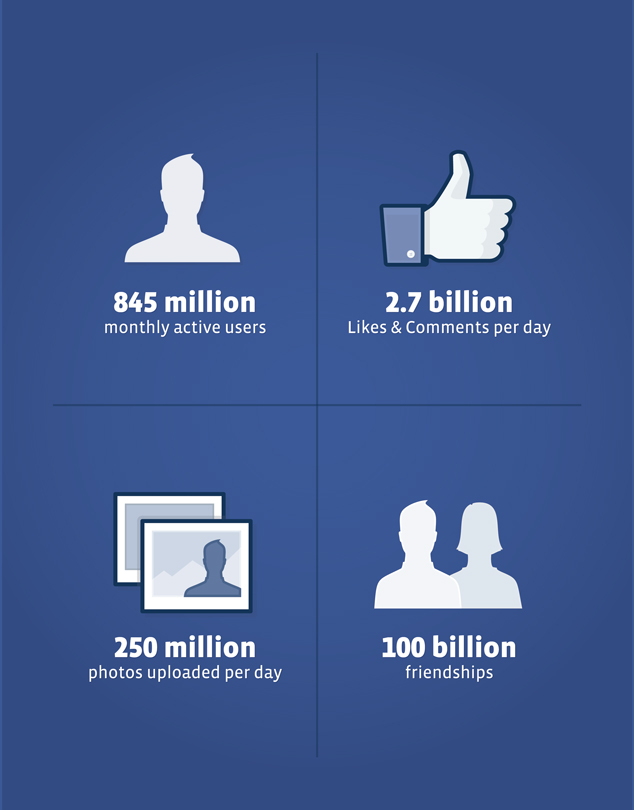 845 million
monthly active users
2.7 billion
Likes & Comments per day
250 million
photos uploaded per day
100 billion
friendships